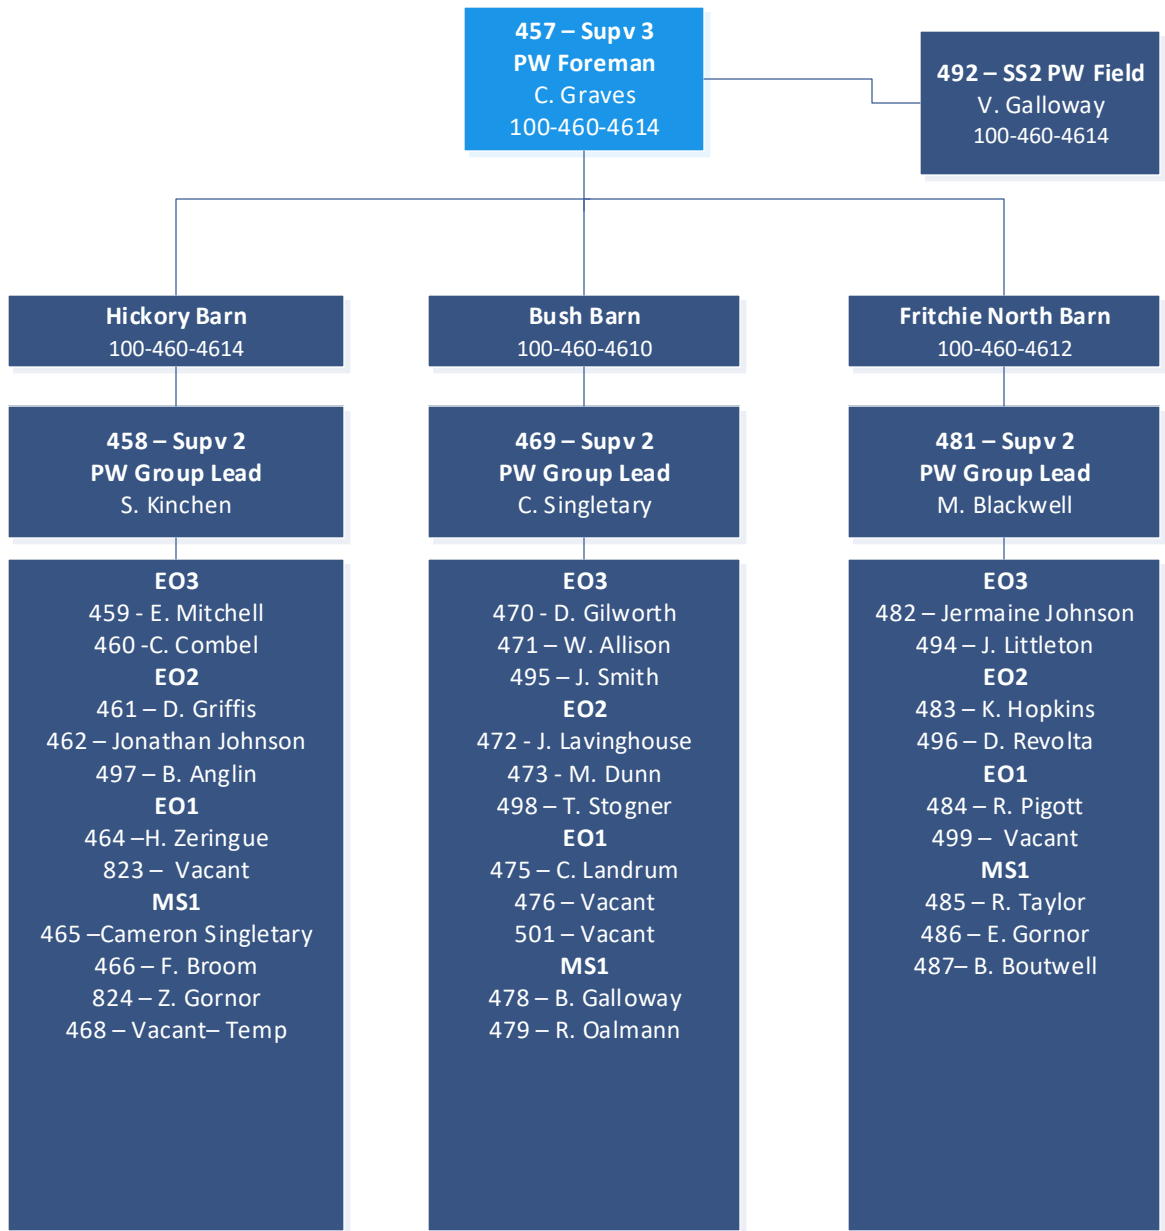 457 – Supv 3
PW Foreman
C. Graves
100-460-4614
492 – SS2 PW Field
V. Galloway
100-460-4614
Hickory Barn
100-460-4614
458 – Supv 2
PW Group Lead
S. Kinchen
EO3
459 - E. Mitchell
460 -C. Combel
EO2
461 – D. Griffis
462 – Jonathan Johnson
497 – B. Anglin
EO1
464 –H. Zeringue
823 –  Vacant
MS1
465 –Cameron Singletary
466 – F. Broom
824 – Z. Gornor
468 – Vacant– Temp
Bush Barn
100-460-4610
469 – Supv 2
PW Group Lead
C. Singletary
EO3
470 - D. Gilworth
471 – W. Allison
495 – J. Smith
EO2
472 - J. Lavinghouse
473 - M. Dunn
498 – T. Stogner
EO1
475 – C. Landrum
476 – Vacant
501 – Vacant
MS1
478 – B. Galloway
479 – R. Oalmann
Fritchie North Barn
100-460-4612
481 – Supv 2
PW Group Lead
M. Blackwell
EO3
482 – Jermaine Johnson
494 – J. Littleton
EO2
483 – K. Hopkins
496 – D. Revolta
EO1
484 – R. Pigott
499 –  Vacant
MS1
485 – R. Taylor
486 – E. Gornor
487– B. Boutwell